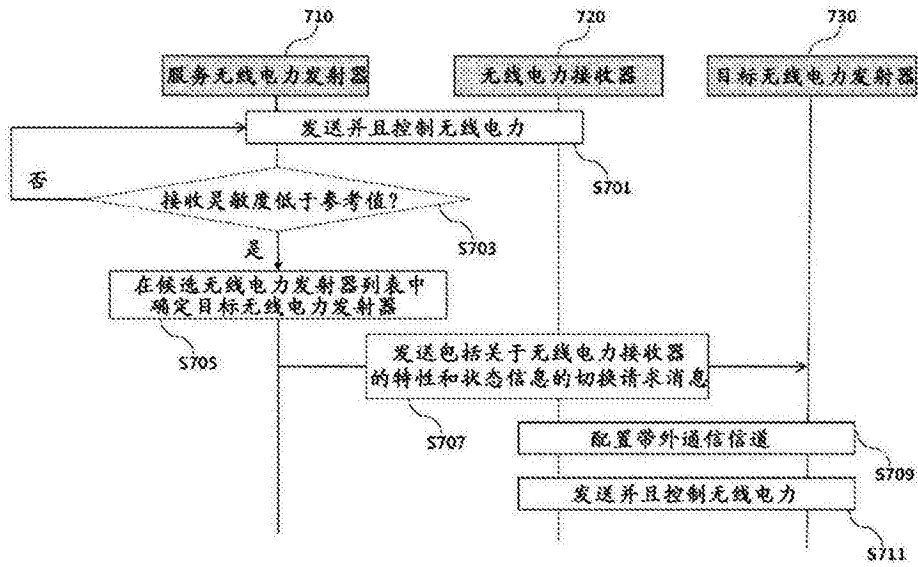 710
720
730
服务无线电力发射器
无线电力接收器
目标无线电力发射器
发送并且控制无线电力
S701
否
接收灵敏度低于参考值?
S703
是
在候选无线电力发射器列表中
确定目标无线电力发射器
S705
发送包括关于无线电力接收器
的特性和状态信息的切换请求消息
S707
配置带外通信信道
S709
发送并且控制无线电力
S711